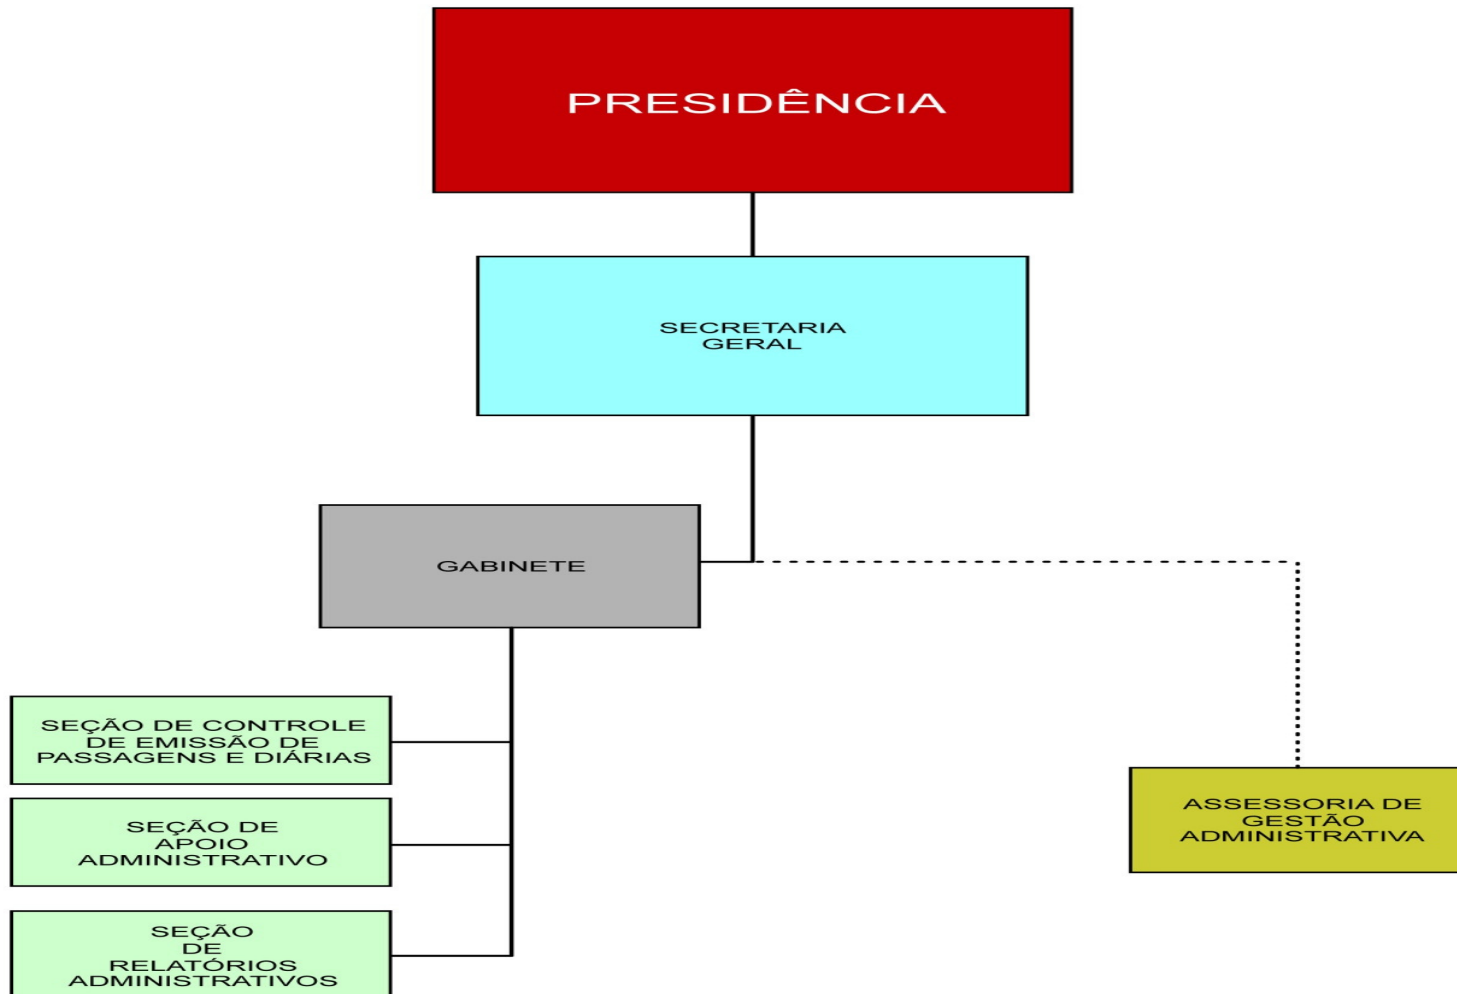 PRESIDÊNCIA
SECRETARIA
GERAL
GABINETE
SEÇÃO DE CONTROLE
DE EMISSÃO DE
PASSAGENS E DIÁRIAS
SEÇÃO DE
APOIO
ADMINISTRATIVO
SEÇÃO
DE
RELATÓRIOS
ADMINISTRATIVOS
ASSESSORIA DE
GESTÃO
ADMINISTRATIVA